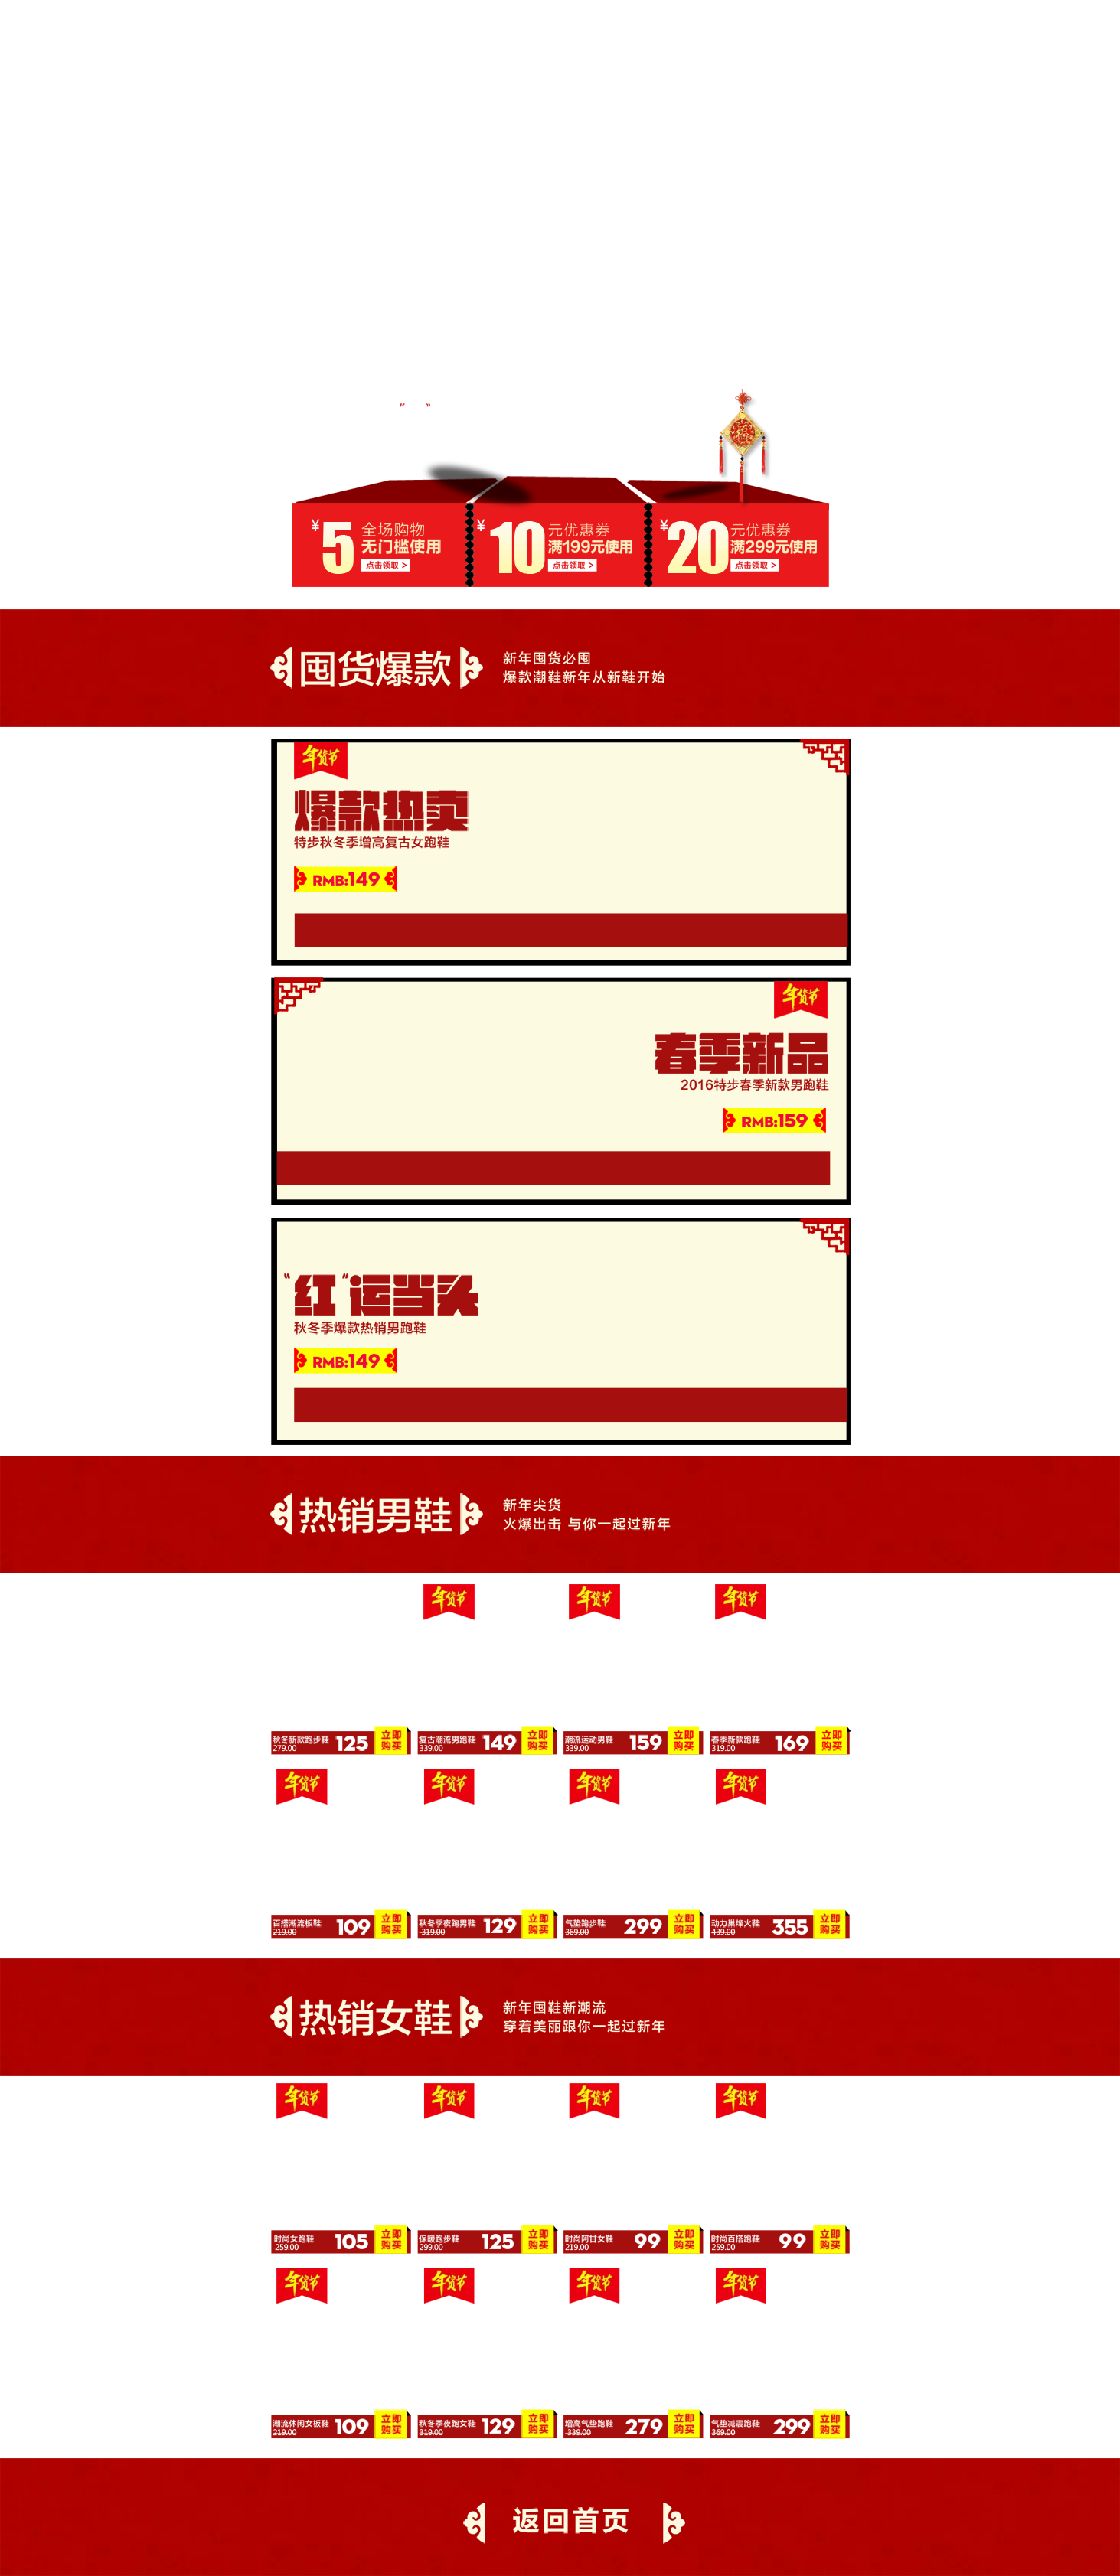 “ “
福
¥5 全场购物
无门槛使用
点击领取 >
¥10 元优惠券
满199元使用
点击领取 >
¥20 元优惠券
满299元使用
点击领取 >
囤货爆款
新年囤货必囤
爆款潮鞋新年从新鞋开始
年货节
爆款热卖
特步秋冬季增高复古女跑鞋
RMB:149
年货节
春季新品
2016特步春季新款男跑鞋
RMB:159
“红“运当头
秋冬季爆款热销男跑鞋
RMB:149
热销男鞋
新年尖货
火爆出击 与你一起过新年
年货节
年货节
年货节
秋冬新款跑步鞋
279.00
125
立即
购买
复古潮流男跑鞋
339.00
149
立即
购买
潮流运动男鞋
339.00
159
立即
购买
春季新款跑鞋
319.00
169
立即
购买
年货节
年货节
年货节
年货节
百搭潮流板鞋
219.00
109
立即
购买
秋冬季夜跑男鞋
319.00
129
立即
购买
气垫跑步鞋
369.00
299
立即
购买
动力巢烽火鞋
439.00
355
立即
购买
热销女鞋
新年囤鞋新潮流
穿着美丽跟你一起过新年
年货节
年货节
年货节
年货节
时尚女跑鞋
259.00
105
立即
购买
保暖跑步鞋
299.00
125
立即
购买
时尚阿甘女鞋
219.00
99
立即
购买
时尚百搭跑鞋
259.00
99
立即
购买
年货节
年货节
年货节
年货节
潮流休闲女板鞋
219.00
109
立即
购买
秋冬季夜跑女鞋
319.00
129
立即
购买
增高气垫跑鞋
339.00
279
立即
购买
气垫减震跑鞋
369.00
299
立即
购买
返回首页